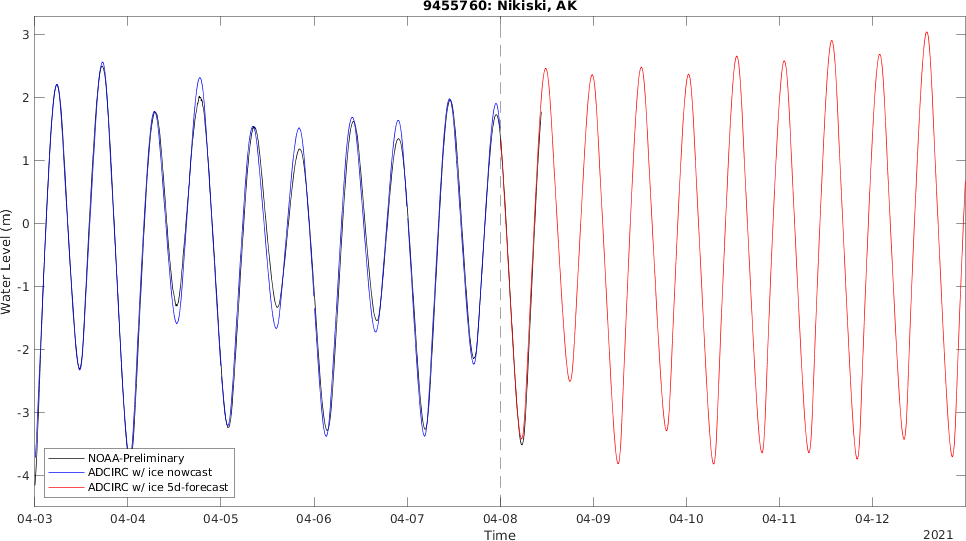 9455760: Nikiski, AK
3
2
1
0
-1
-2
-3
-4
Water Level (m)
NOAA-Preliminary
ADCIRC w/ ice nowcast
ADCIRC w/ ice 5d-forecast
04-03 04-04 04-05 04-06 04-07 04-08 04-09 04-10 04-11 04-12
Time
2021